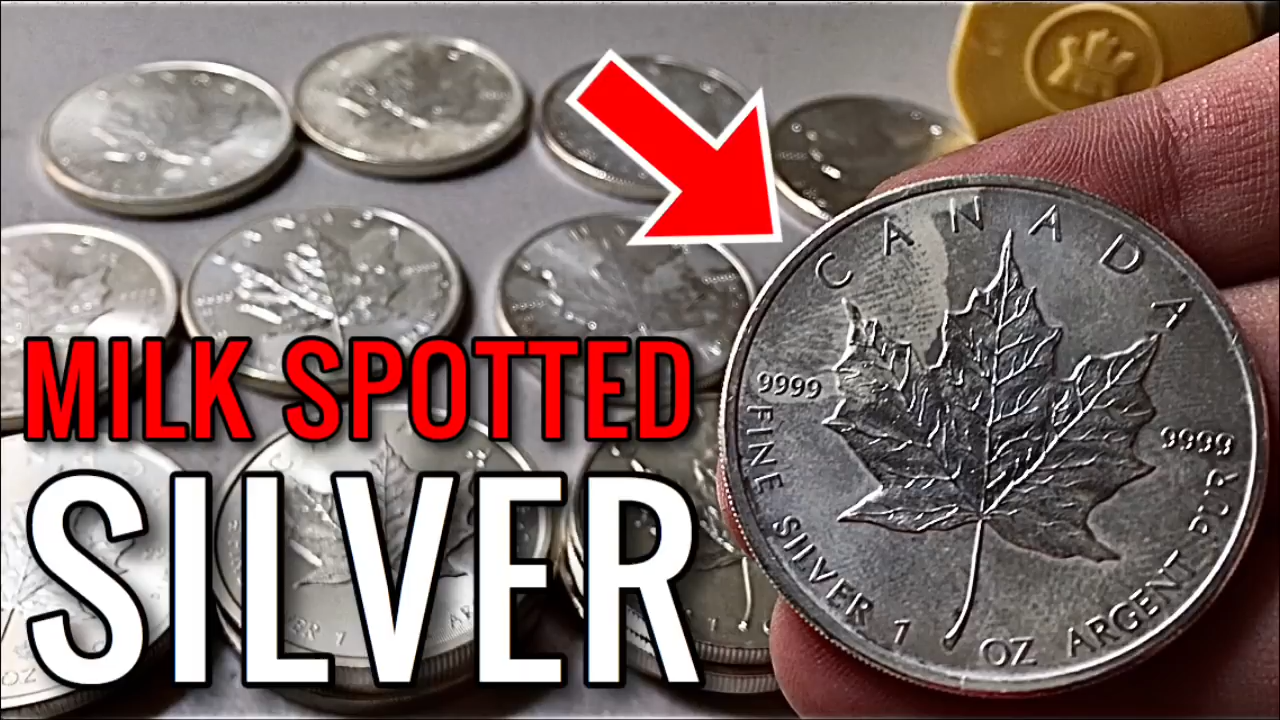 MILK SPOTTED
SILVER
CANADA
9999
9999
FINE SILVER 1 OZ ARGENT PUR